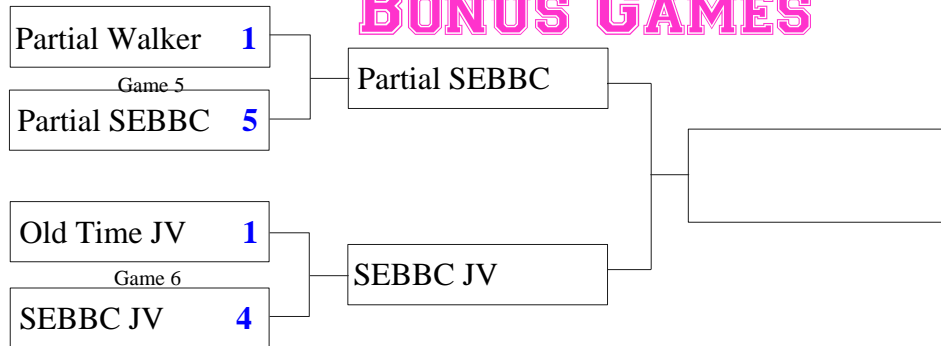 BONUS GAMES
Partial Walker 1
Game 5
Partial SEBBC 5
Partial SEBBC
Old Time JV 1
Game 6
SEBBC JV 4
SEBBC JV